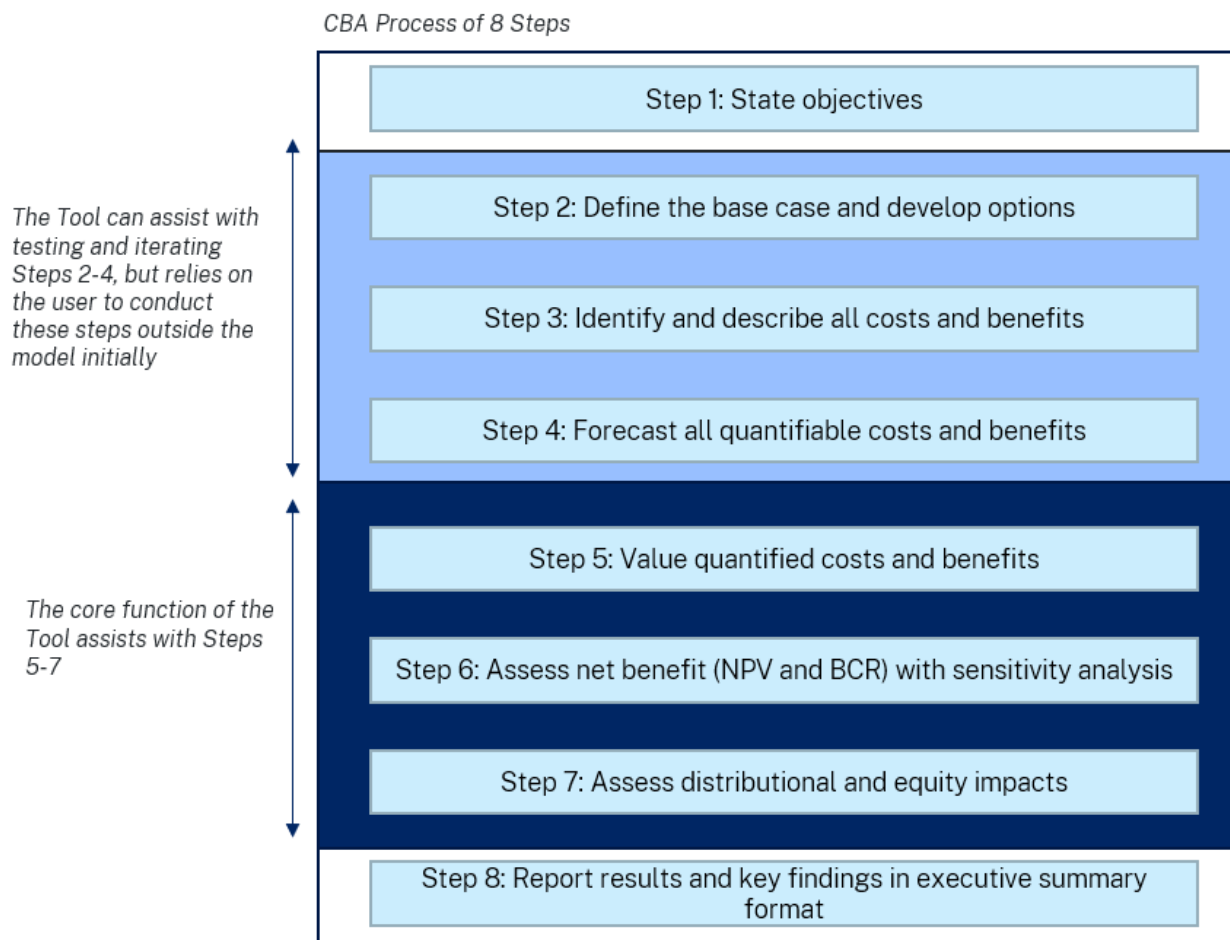 CBA Process of 8 Steps
Step 1: State objectives
The Tool can assist with
testing and iterating
Steps 2-4, but relies on
the user to conduct
these steps outside the
model initially
Step 2: Define the base case and develop options
Step 3: Identify and describe all costs and benefits
Step 4: Forecast all quantifiable costs and benefits
The core function of the
Tool assists with Steps
5-7
Step 5: Value quantified costs and benefits
Step 6: Assess net benefit (NPV and BCR) with sensitivity analysis
Step 7: Assess distributional and equity impacts
Step 8: Report results and key findings in executive summary
format